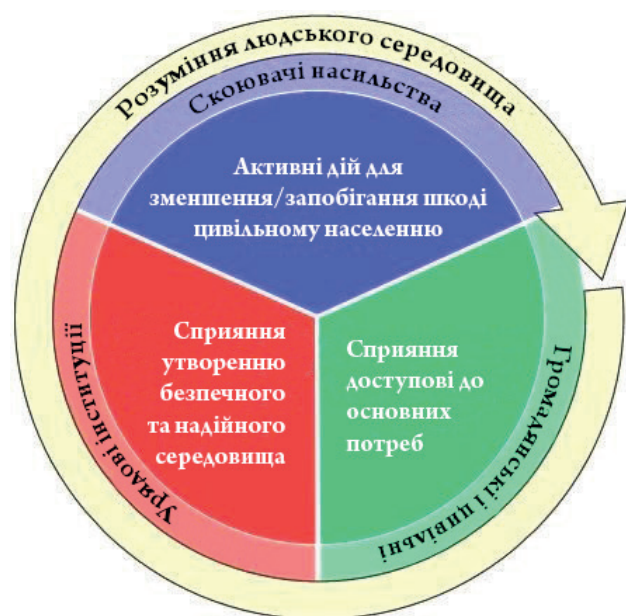 Розуміння людського середовища
Скоювачі насильства
Активні дій для
зменшення/запобігання шкоді
цивільному населенню
Сприяння
утворенню
безпечного
та надійного
середовища
Сприяння
доступові до
основних
потреб
Урядові інституції
Громадянські і цивільні